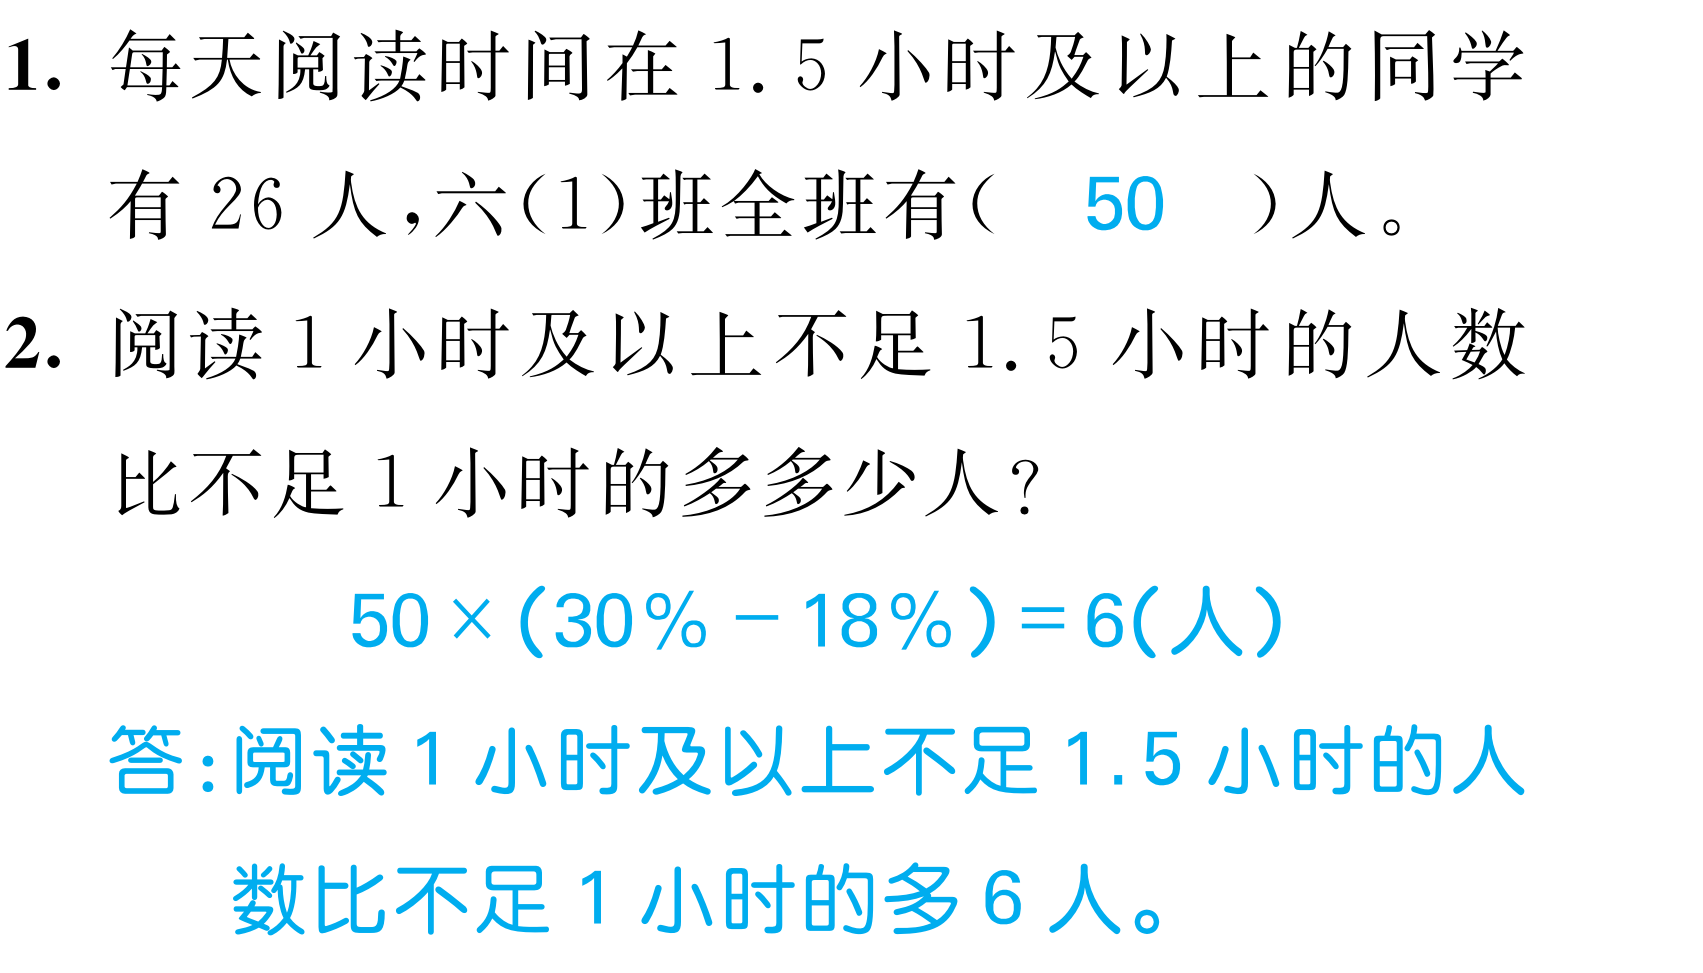 1. 每天阅读时间在 1.5 小时及以上的同学
有 26 人,六(1)班全班有( 50 )人。
2. 阅读 1 小时及以上不足 1.5 小时的人数
比不足 1 小时的多多少人?
50×(30%-18%)=6(人)
答:阅读 1 小时及以上不足 1.5 小时的人
数比不足 1 小时的多 6 人。